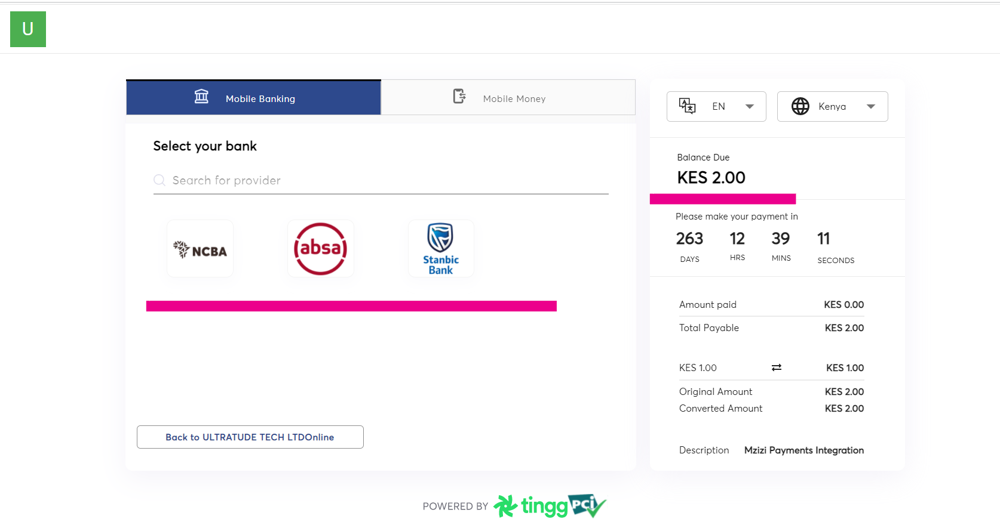 U
Mobile Banking
Mobile Money
Select your bank
Search for provider
NCBA
absa
Stanbic
Bank
Back to ULTRATUDE TECH LTDOnline
EN
Kenya
Balance Due
KES 2.00
Please make your payment in
263 12 39 11
DAYS HRS MINS SECONDS
Amount paid KES 0.00
Total Payable KES 2.00
KES 1.00 KES 1.00
Original Amount KES 2.00
Converted Amount KES 2.00
Description Mzizi Payments Integration
POWERED BY tingg PCi